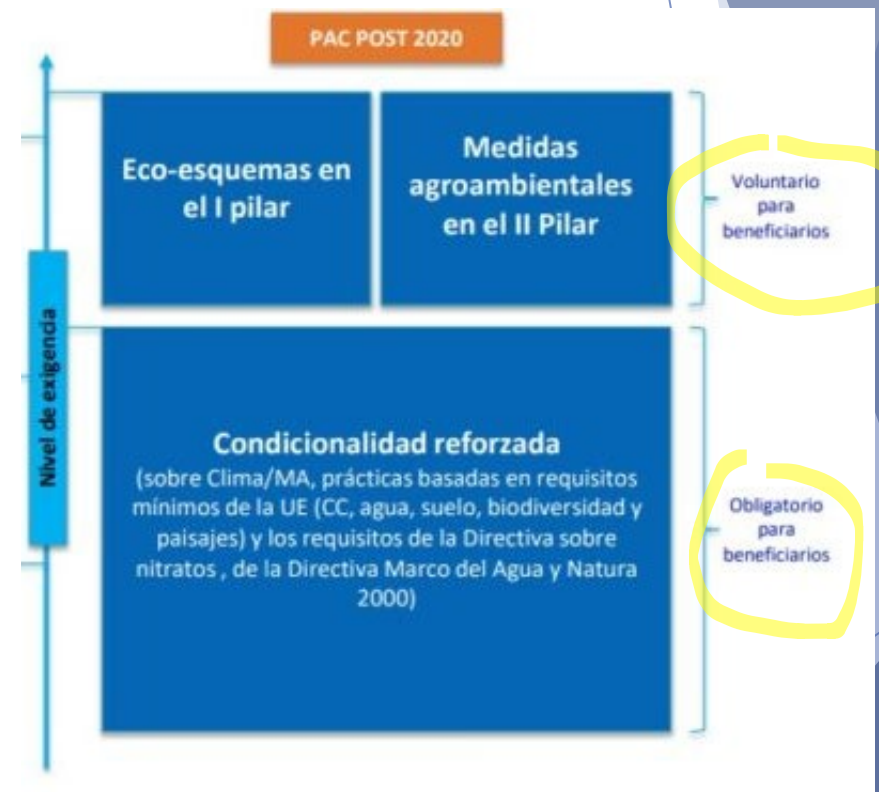 PAC POST 2020
Eco-esquemas en
el I pilar
Medidas
agroambientales
en el II Pilar
Voluntario
para
beneficiarios
Nivel de exigencia
Condicionalidad reforzada
(sobre Clima/MA, prácticas basadas en requisitos
mínimos de la UE (CC, agua, suelo, biodiversidad y
paisajes) y los requisitos de la Directiva sobre
nitratos , de la Directiva Marco del Agua y Natura
2000)
Obligatorio
para
beneficiarios